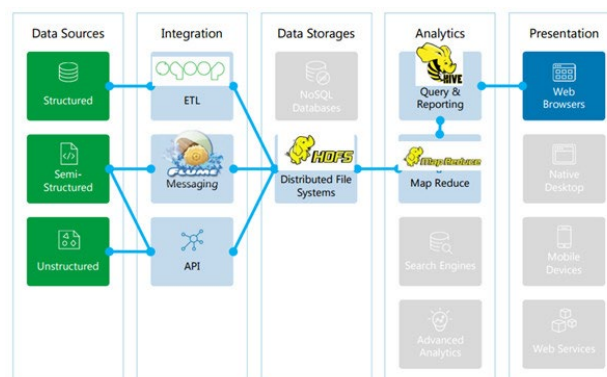 Data Sources
Integration
Data Storages
Analytics
Presentation
Structured
Semi-
Structured
Unstructured
sqoop
ETL
FLUME
Messaging
API
NoSQL
Databases
HDFS
Distributed File
Systems
HIVE
Query &
Reporting
Map Reduce
Map Reduce
Search Engines
Advanced
Analytics
Web
Browsers
Native
Desktop
Mobile
Devices
Web Services